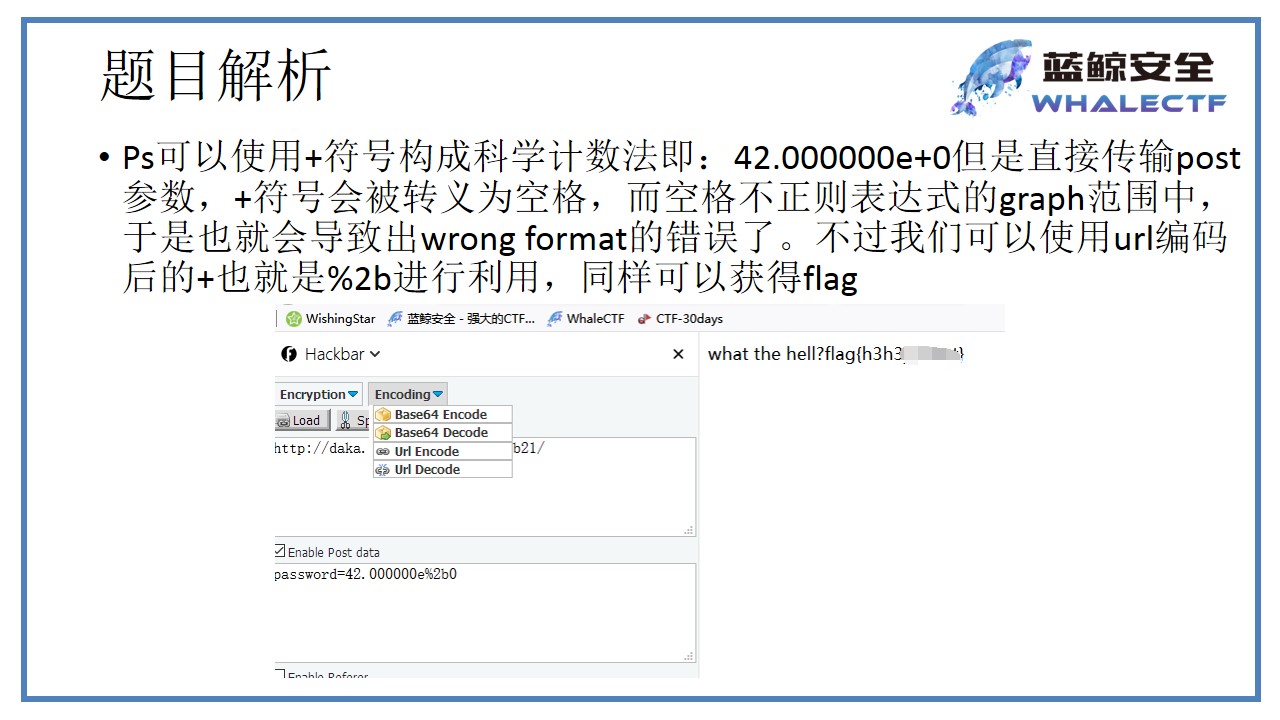 题目解析
蓝鲸安全
WHALECTF
• Ps可以使用+符号构成科学计数法即：42.000000e+0但是直接传输post
参数，+符号会被转义为空格，而空格不正则表达式的graph范围中，
于是也就会导致出wrong format的错误了。不过我们可以使用url编码
后的+也就是%2b进行利用，同样可以获得flag
WishingStar 蓝鲸安全 - 强大的CTF... WhaleCTF CTF-30days
Hackbar
what the hell?flag{h3h3
Encryption Encoding
Load Sp
Base64 Encode
Base64 Decode
Url Encode
Url Decode
http://daka. b21/
Enable Post data
password=42.000000e%2b0
Enable Referer